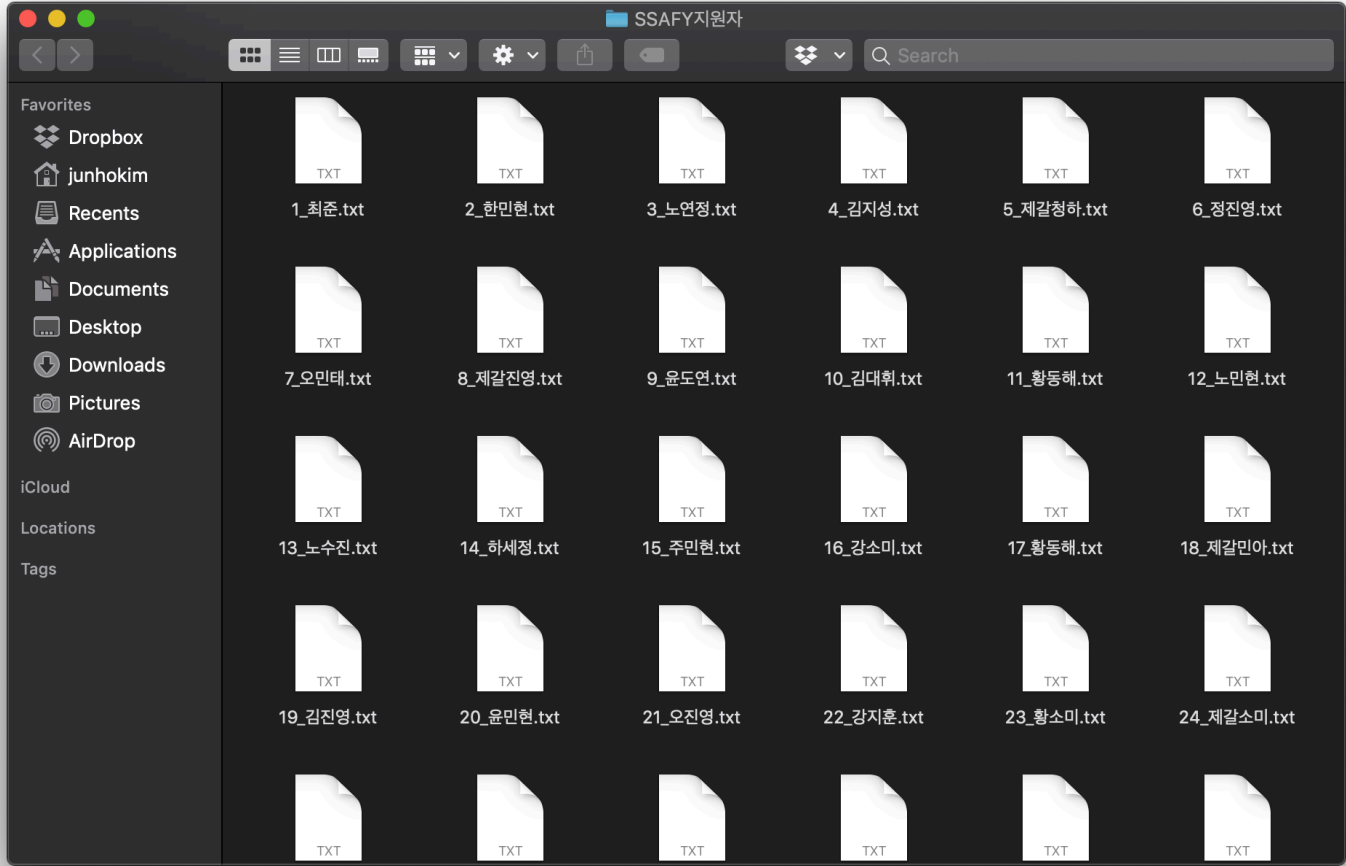 SSAFY지원자
Search
Favorites
Dropbox
junhokim
Recents
Applications
Documents
Desktop
Downloads
Pictures
AirDrop
iCloud
Locations
Tags
TXT TXT TXT TXT TXT TXT
1_최준.txt 2_한민현.txt 3_노연정.txt 4_김지성.txt 5_제갈청하.txt 6_정진영.txt
TXT TXT TXT TXT TXT TXT
7_오민태.txt 8_제갈진영.txt 9_윤도연.txt 10_김대휘.txt 11_황동해.txt 12_노민현.txt
TXT TXT TXT TXT TXT TXT
13_노수진.txt 14_하세정.txt 15_주민현.txt 16_강소미.txt 17_황동해.txt 18_제갈민아.txt
TXT TXT TXT TXT TXT TXT
19_김진영.txt 20_윤민현.txt 21_오진영.txt 22_강지훈.txt 23_황소미.txt 24_제갈소미.txt
TXT TXT TXT TXT TXT TXT